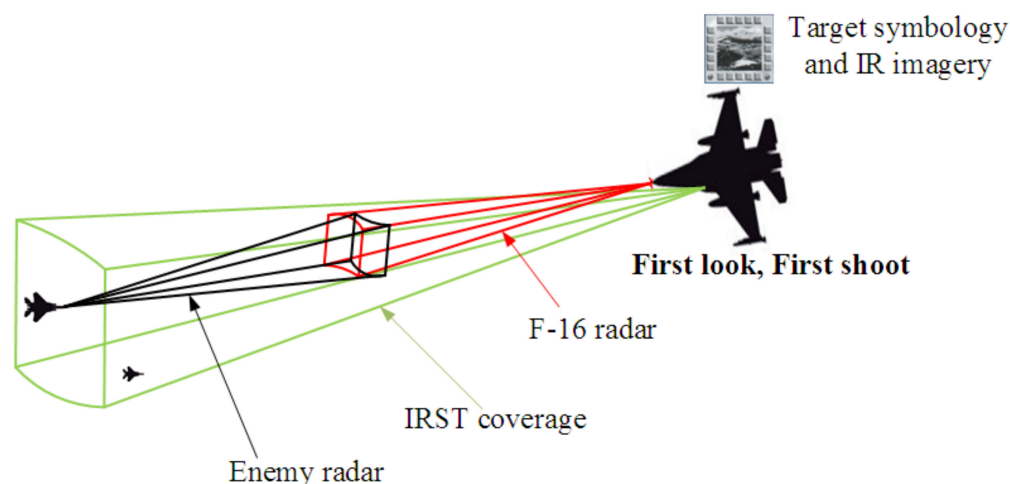 Target symbology
and IR imagery
First look, First shoot
F-16 radar
IRST coverage
Enemy radar